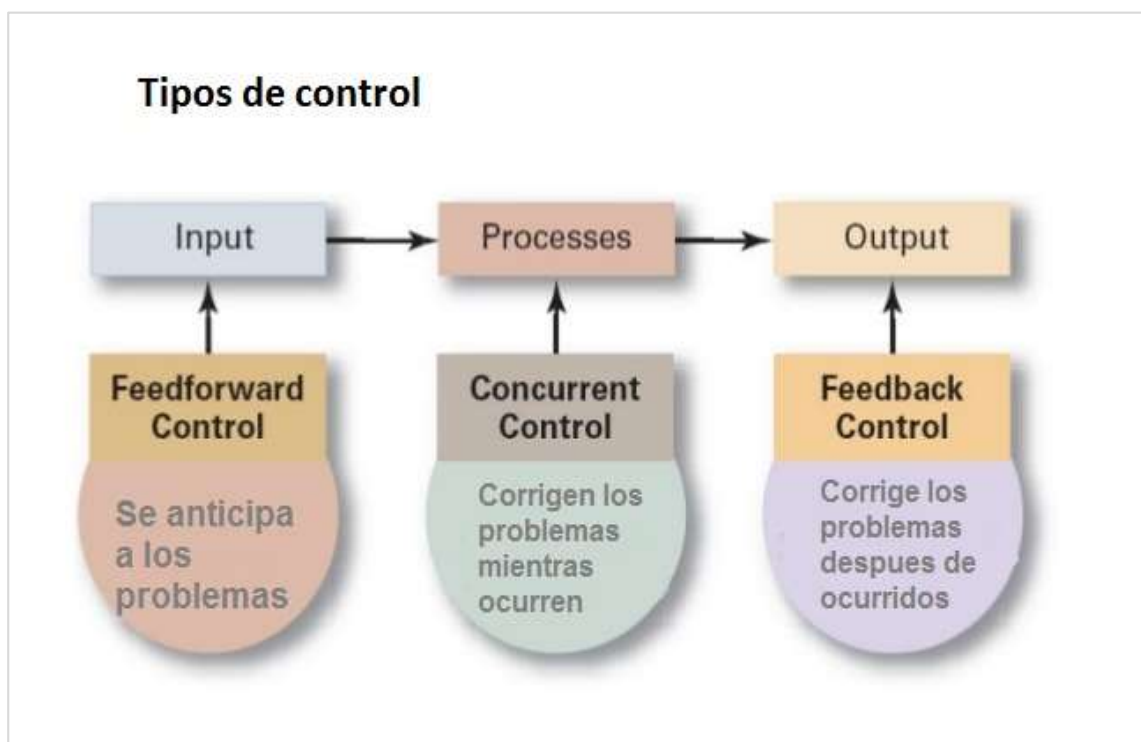 Tipos de control
Input
Processes
Output
Feedforward
Control
Se anticipa
a los
problemas
Concurrent
Control
Corrigen los
problemas
mientras
ocurren
Feedback
Control
Corrige los
problemas
despues de
ocurridos